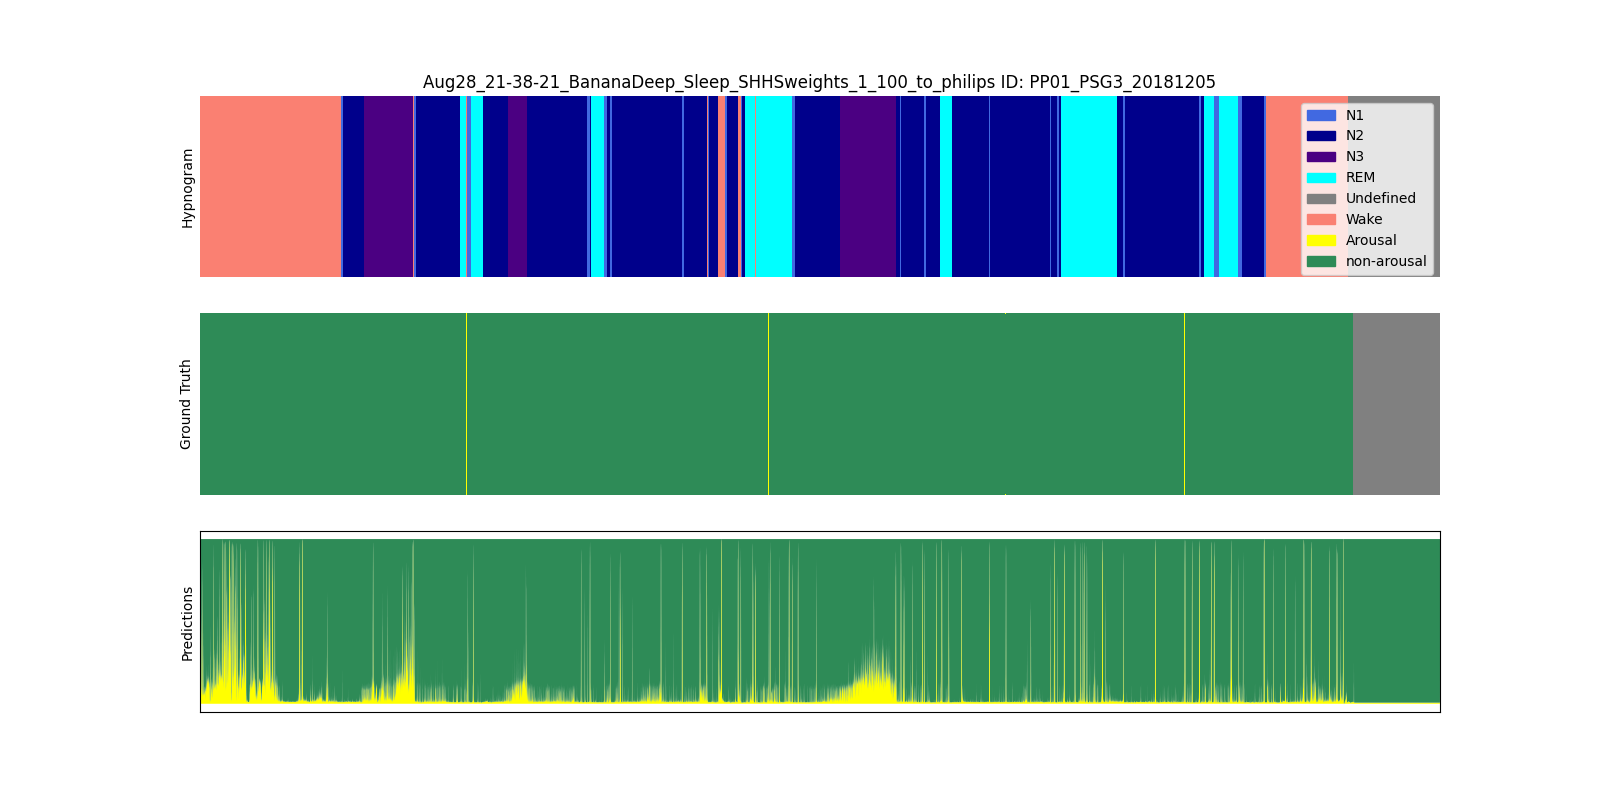 Aug28_21-38-21_BananaDeep_Sleep_SHHSweights_1_100_to_philips ID: PP01_PSG3_20181205
Hypnogram
N1
N2
N3
REM
Undefined
Wake
Arousal
non-arousal
Ground Truth
Predictions